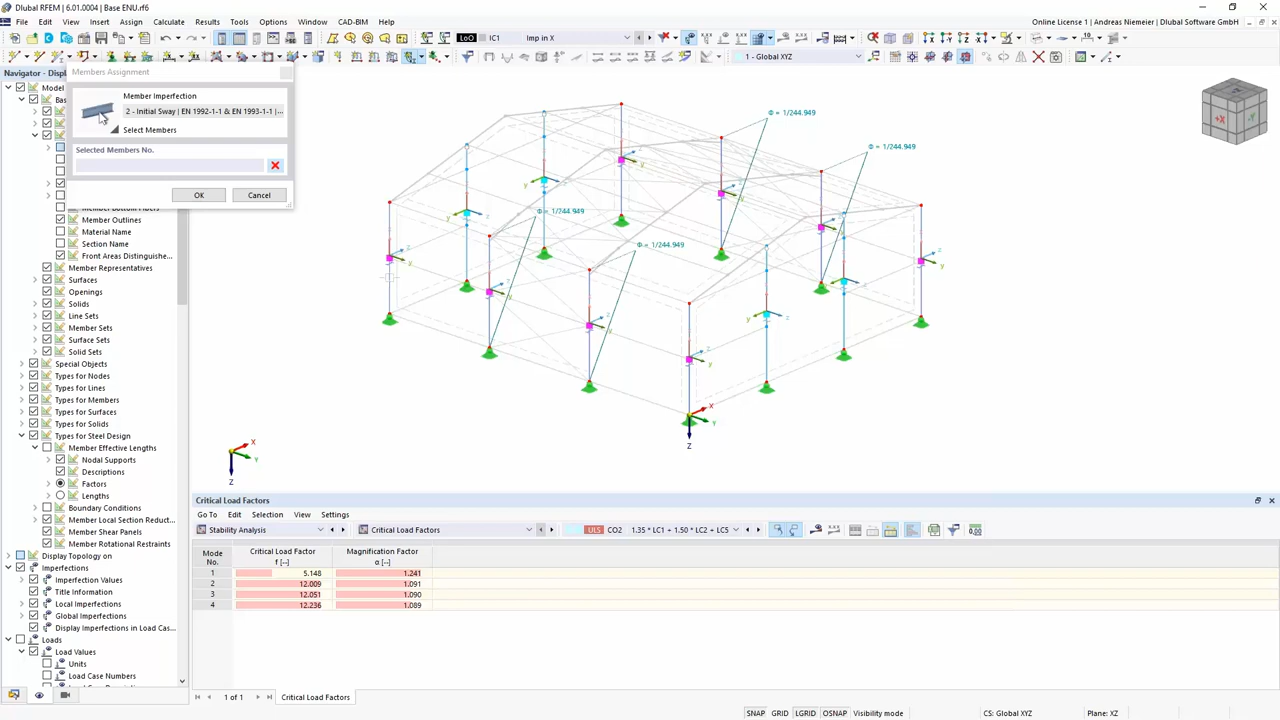 Dlubal RFEM | 6.01.0004 | Base ENU.rf6
File Edit View Insert Assign Calculate Results Tools Options Window CAD-BIM Help
Online License 1 | Andreas Niemeier | Dlubal Software GmbH
LoO IC1 Imp in X
1 - Global XYZ
Navigator - Displ
Members Assignment
Member Imperfection
2 - Initial Sway | EN 1992-1-1 & EN 1993-1-1 |...
Select Members
Selected Members No.
OK Cancel
Model
Bas
Member Outlines
Material Name
Section Name
Front Areas Distinguishe...
Member Representatives
Surfaces
Openings
Solids
Line Sets
Member Sets
Surface Sets
Solid Sets
Special Objects
Types for Nodes
Types for Lines
Types for Members
Types for Surfaces
Types for Solids
Types for Steel Design
Member Effective Lengths
Nodal Supports
Descriptions
Factors
Lengths
Boundary Conditions
Member Local Section Reduct...
Member Shear Panels
Member Rotational Restraints
Display Topology on
Imperfections
Imperfection Values
Title Information
Local Imperfections
Global Imperfections
Display Imperfections in Load Cas...
Loads
Load Values
Units
Load Case Numbers
Φ = 1/244.949
Φ = 1/244.949
Φ = 1/244.949
Φ = 1/244.949
X
Y
Z
X
Y
Z
+X
-Y
Critical Load Factors
Go To Edit Selection View Settings
Stability Analysis Critical Load Factors ULS CO2 1.35 * LC1 + 1.50 * LC2 + LC5
Mode No. Critical Load Factor f [--] Magnification Factor α [--]
1 5.148 1.241
2 12.009 1.091
3 12.051 1.090
4 12.236 1.089
1 of 1 Critical Load Factors
SNAP GRID LGRID OSNAP Visibility mode CS: Global XYZ Plane: XZ